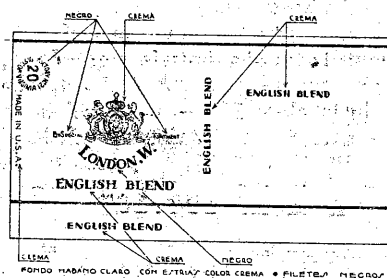 NEGRO
CREMA
CREMA
20
MADE IN U.S.A.
ENGLISH BLEND
ENGLISH BLEND
LONDON.W.
ENGLISH BLEND
ENGLISH BLEND
CREMA
CREMA
NEGRO
FONDO HABANO CLARO CON ESTRIAS COLOR CREMA • FILETES NEGROS